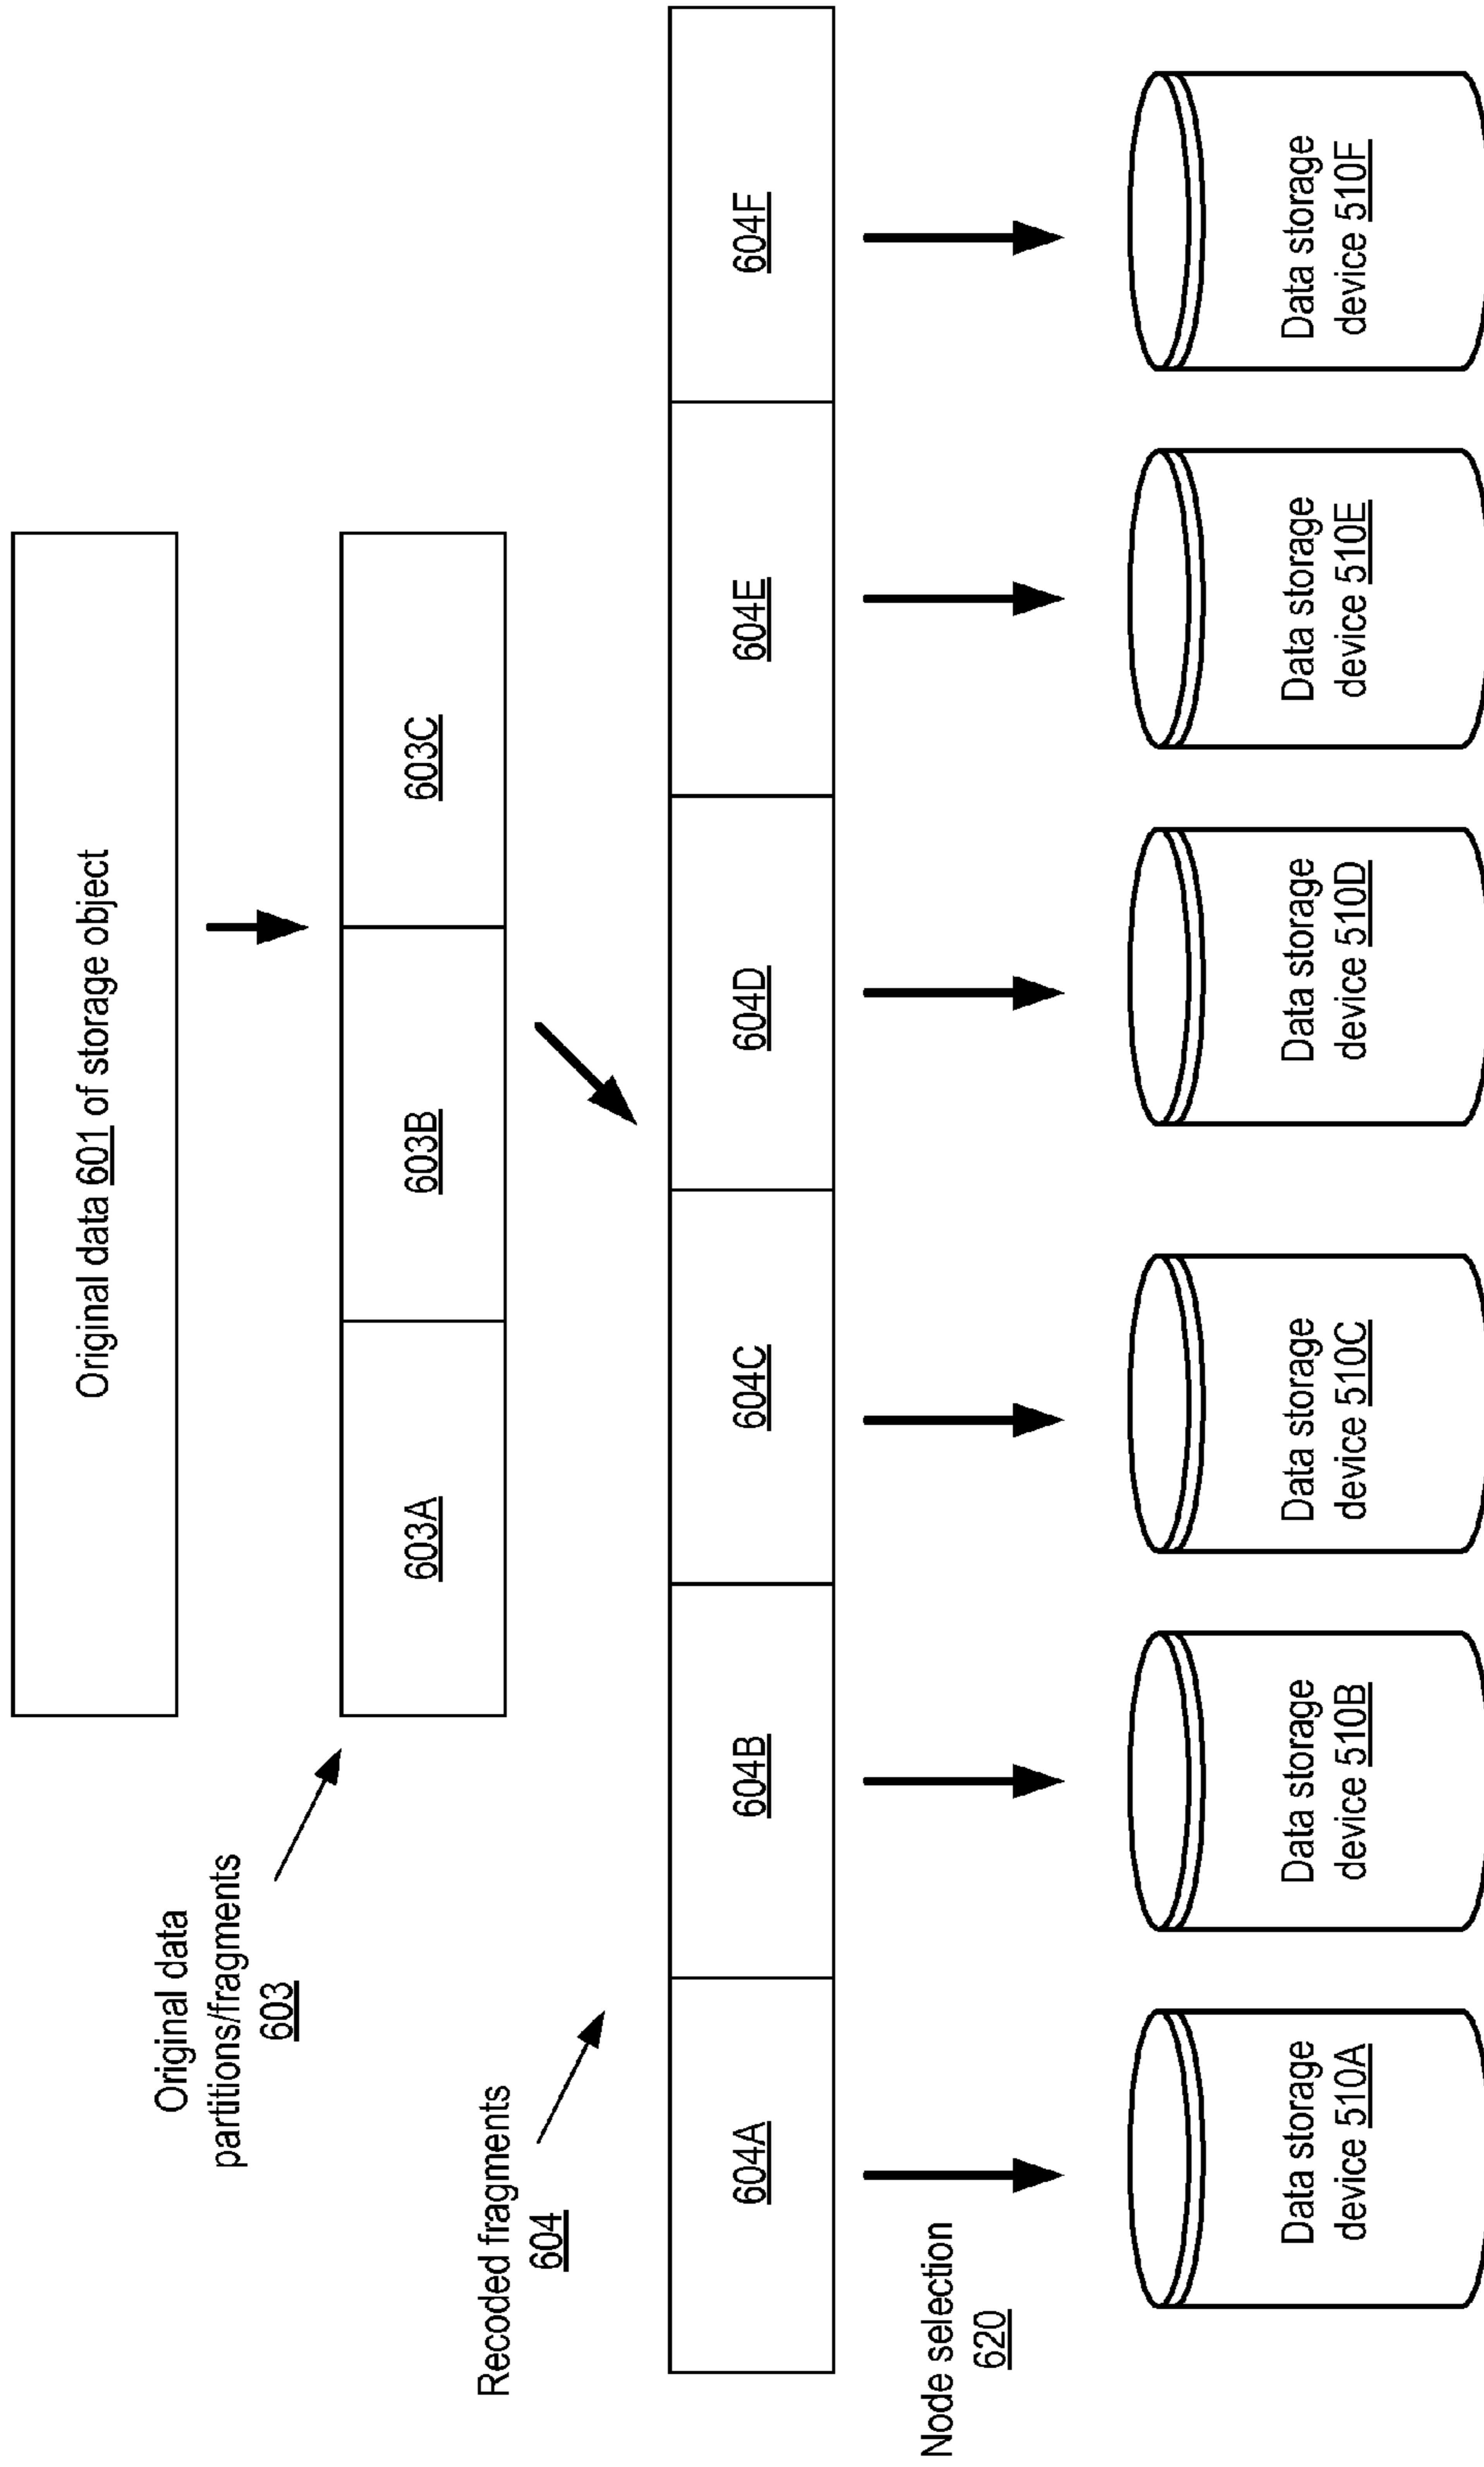 Original data 601 of storage object
Original data
partitions/fragments
603
603A
603B
603C
Recoded fragments
604
604A
604B
604C
604D
604E
604F
Node selection
620
Data storage
device 510A
Data storage
device 510B
Data storage
device 510C
Data storage
device 510D
Data storage
device 510E
Data storage
device 510F